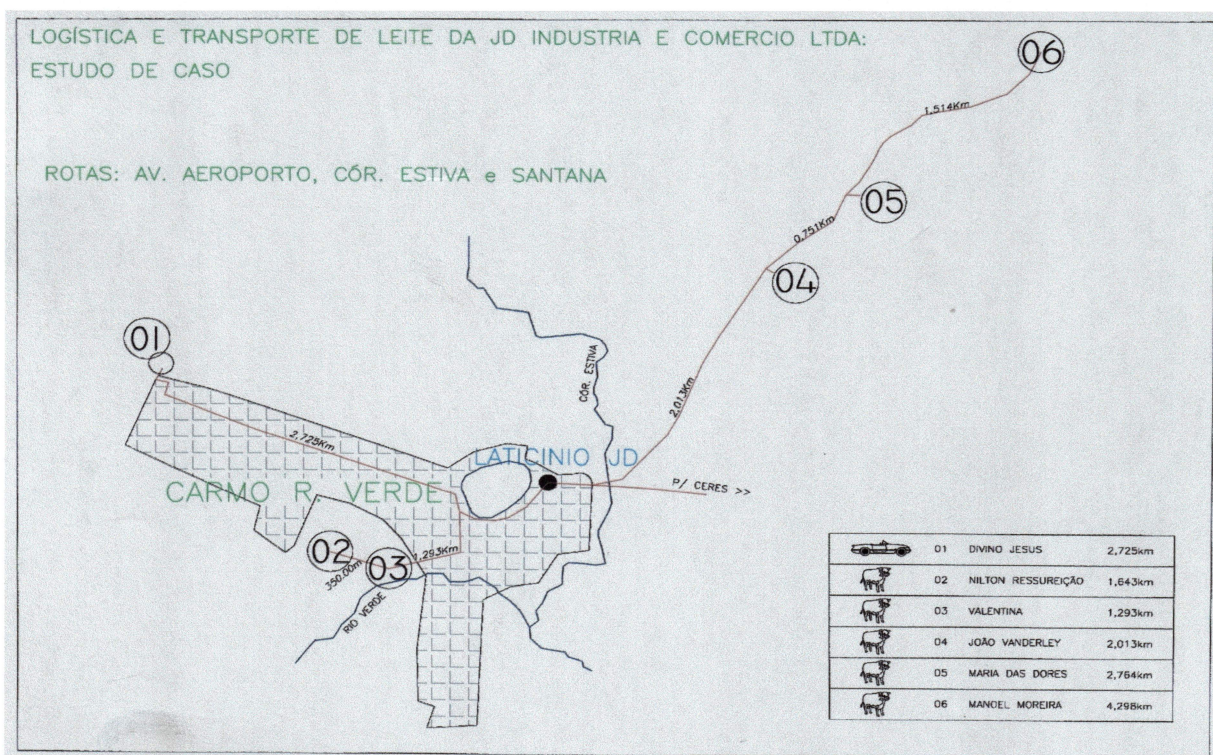 LOGÍSTICA E TRANSPORTE DE LEITE DA JD INDUSTRIA E COMERCIO LTDA:
ESTUDO DE CASO
06
1,514Km
ROTAS: AV. AEROPORTO, CÓR. ESTIVA e SANTANA
05
0,751Km
04
01
CÓR. ESTIVA
2,013Km
2,725Km
LATICINIO JD
P/ CERES >>
CARMO R. VERDE
02
03
1,293Km
350.00m
RIO VERDE
01 DIVINO JESUS 2,725km
02 NILTON RESSUREIÇÃO 1,643km
03 VALENTINA 1,293km
04 JOÃO VANDERLEY 2,013km
05 MARIA DAS DORES 2,764km
06 MANOEL MOREIRA 4,298km